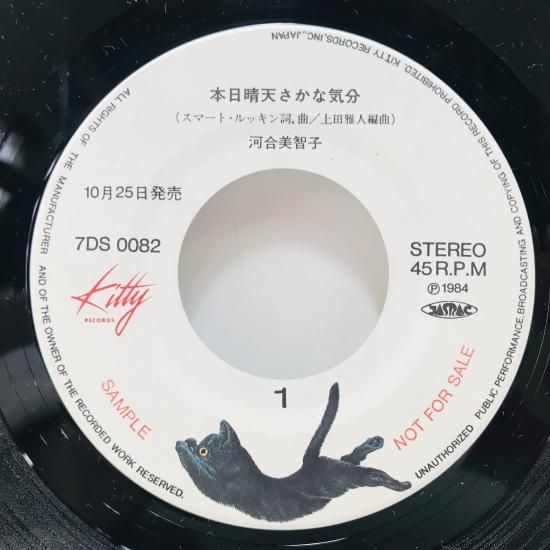 本日晴天さかな気分
(スマート・ルッキン詞,曲/上田雅人編曲)
河合美智子
10月25日発売
7DS 0082
Kitty
RECORDS
STEREO
45 R.P.M
Ⓟ1984
JASRAC
SAMPLE
1
NOT FOR SALE
ALL RIGHTS OF THE MANUFACTURER AND OF THE OWNER OF THE RECORDED WORK RESERVED.
UNAUTHORIZED PUBLIC PERFORMANCE, BROADCASTING AND COPYING OF THIS RECORD PROHIBITED. KITTY RECORDS, INC., JAPAN